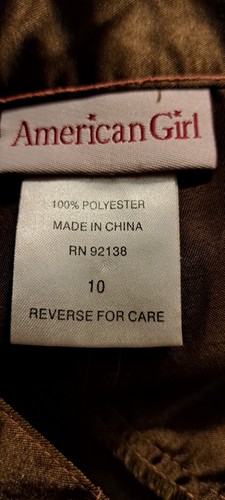 American Girl
100% POLYESTER
MADE IN CHINA
RN 92138
10
REVERSE FOR CARE